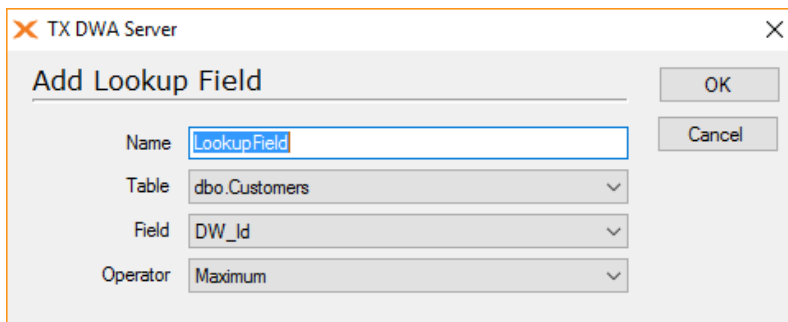 TX DWA Server
Add Lookup Field
OK
Name LookupField
Cancel
Table dbo.Customers
Field DW_Id
Operator Maximum